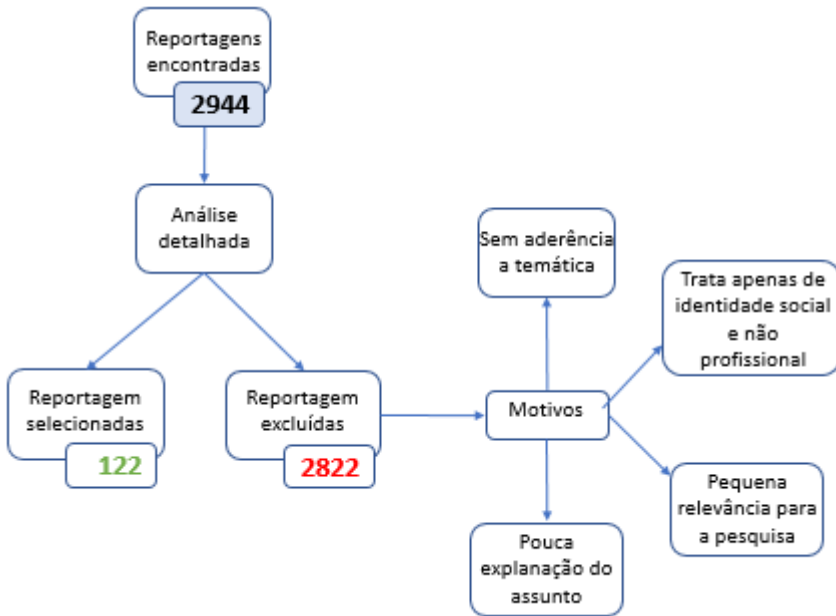 Reportagens
encontradas
2944
Análise
detalhada
Sem aderência
a temática
Trata apenas de
identidade social
e não
profissional
Reportagem
selecionadas
122
Reportagem
excluídas
2822
Motivos
Pequena
relevância para
a pesquisa
Pouca
explanação do
assunto